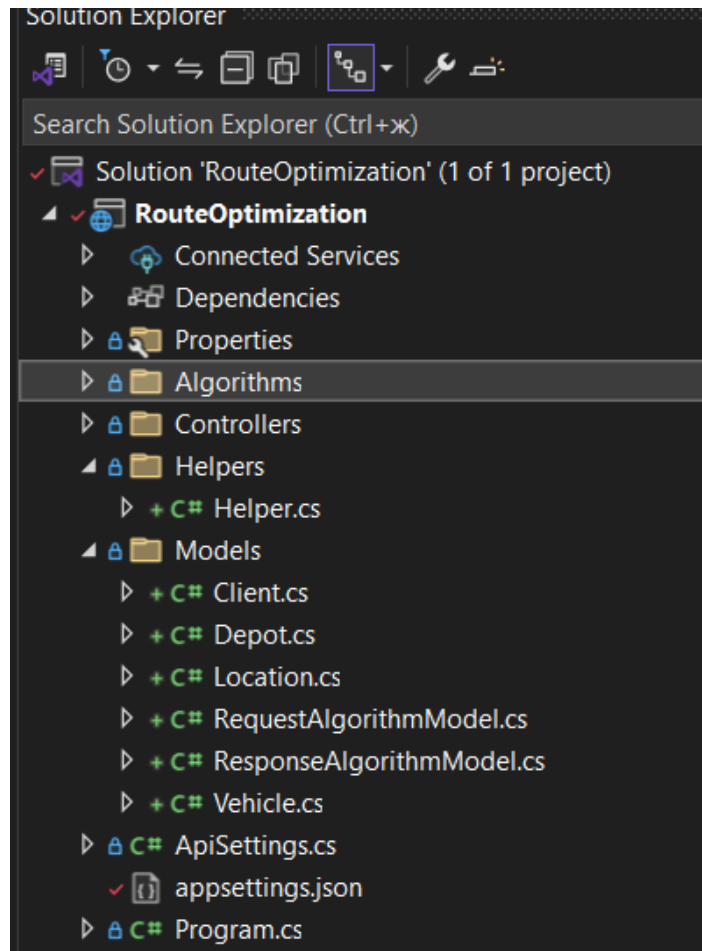 Solution Explorer
Search Solution Explorer (Ctrl+ж)
Solution 'RouteOptimization' (1 of 1 project)
RouteOptimization
Connected Services
Dependencies
Properties
Algorithms
Controllers
Helpers
C# Helper.cs
Models
C# Client.cs
C# Depot.cs
C# Location.cs
C# RequestAlgorithmModel.cs
C# ResponseAlgorithmModel.cs
C# Vehicle.cs
C# ApiSettings.cs
appsettings.json
C# Program.cs